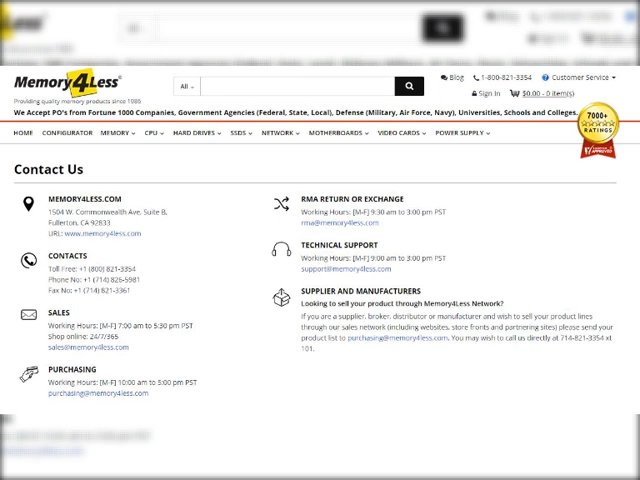 Memory4Less®
Providing quality memory products since 1986
All
Blog 1-800-821-3354 Customer Service
Sign In $0.00 - 0 item(s)
We Accept PO's from Fortune 1000 Companies, Government Agencies (Federal, State, Local), Defense (Military, Air Force, Navy), Universities, Schools and Colleges.
7000+
RATINGS
APPROVED
HOME CONFIGURATOR MEMORY CPU HARD DRIVES SSDS NETWORK MOTHERBOARDS VIDEO CARDS POWER SUPPLY
Contact Us
MEMORY4LESS.COM
1504 W. Commonwealth Ave, Suite B,
Fullerton, CA 92833
URL: www.memory4less.com
CONTACTS
Toll Free: +1 (800) 821-3354
Phone No: +1 (714) 826-5981
Fax No: +1 (714) 821-3361
SALES
Working Hours: [M-F] 7:00 am to 5:30 pm PST
Shop online: 24/7/365
sales@memory4less.com
PURCHASING
Working Hours: [M-F] 10:00 am to 5:00 pm PST
purchasing@memory4less.com
RMA RETURN OR EXCHANGE
Working Hours: [M-F] 9:30 am to 3:00 pm PST
rma@memory4less.com
TECHNICAL SUPPORT
Working Hours: [M-F] 9:00 am to 3:00 pm PST
support@memory4less.com
SUPPLIER AND MANUFACTURERS
Looking to sell your product through Memory4Less Network?
If you are a supplier, broker, distributor or manufacturer and wish to sell your product lines
through our sales network (including websites, store fronts and partnering sites) please send your
product list to purchasing@memory4less.com. You may wish to call us directly at 714-821-3354 xt
101.